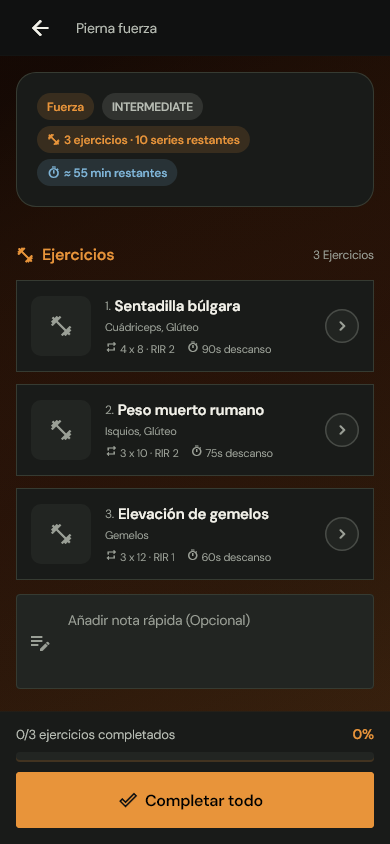 Pierna fuerza
Fuerza
INTERMEDIATE
3 ejercicios · 10 series restantes
≈ 55 min restantes
Ejercicios
3 Ejercicios
1. Sentadilla búlgara
Cuádriceps, Glúteo
4 x 8 · RIR 2
90s descanso
2. Peso muerto rumano
Isquios, Glúteo
3 x 10 · RIR 2
75s descanso
3. Elevación de gemelos
Gemelos
3 x 12 · RIR 1
60s descanso
Añadir nota rápida (Opcional)
0/3 ejercicios completados
0%
Completar todo